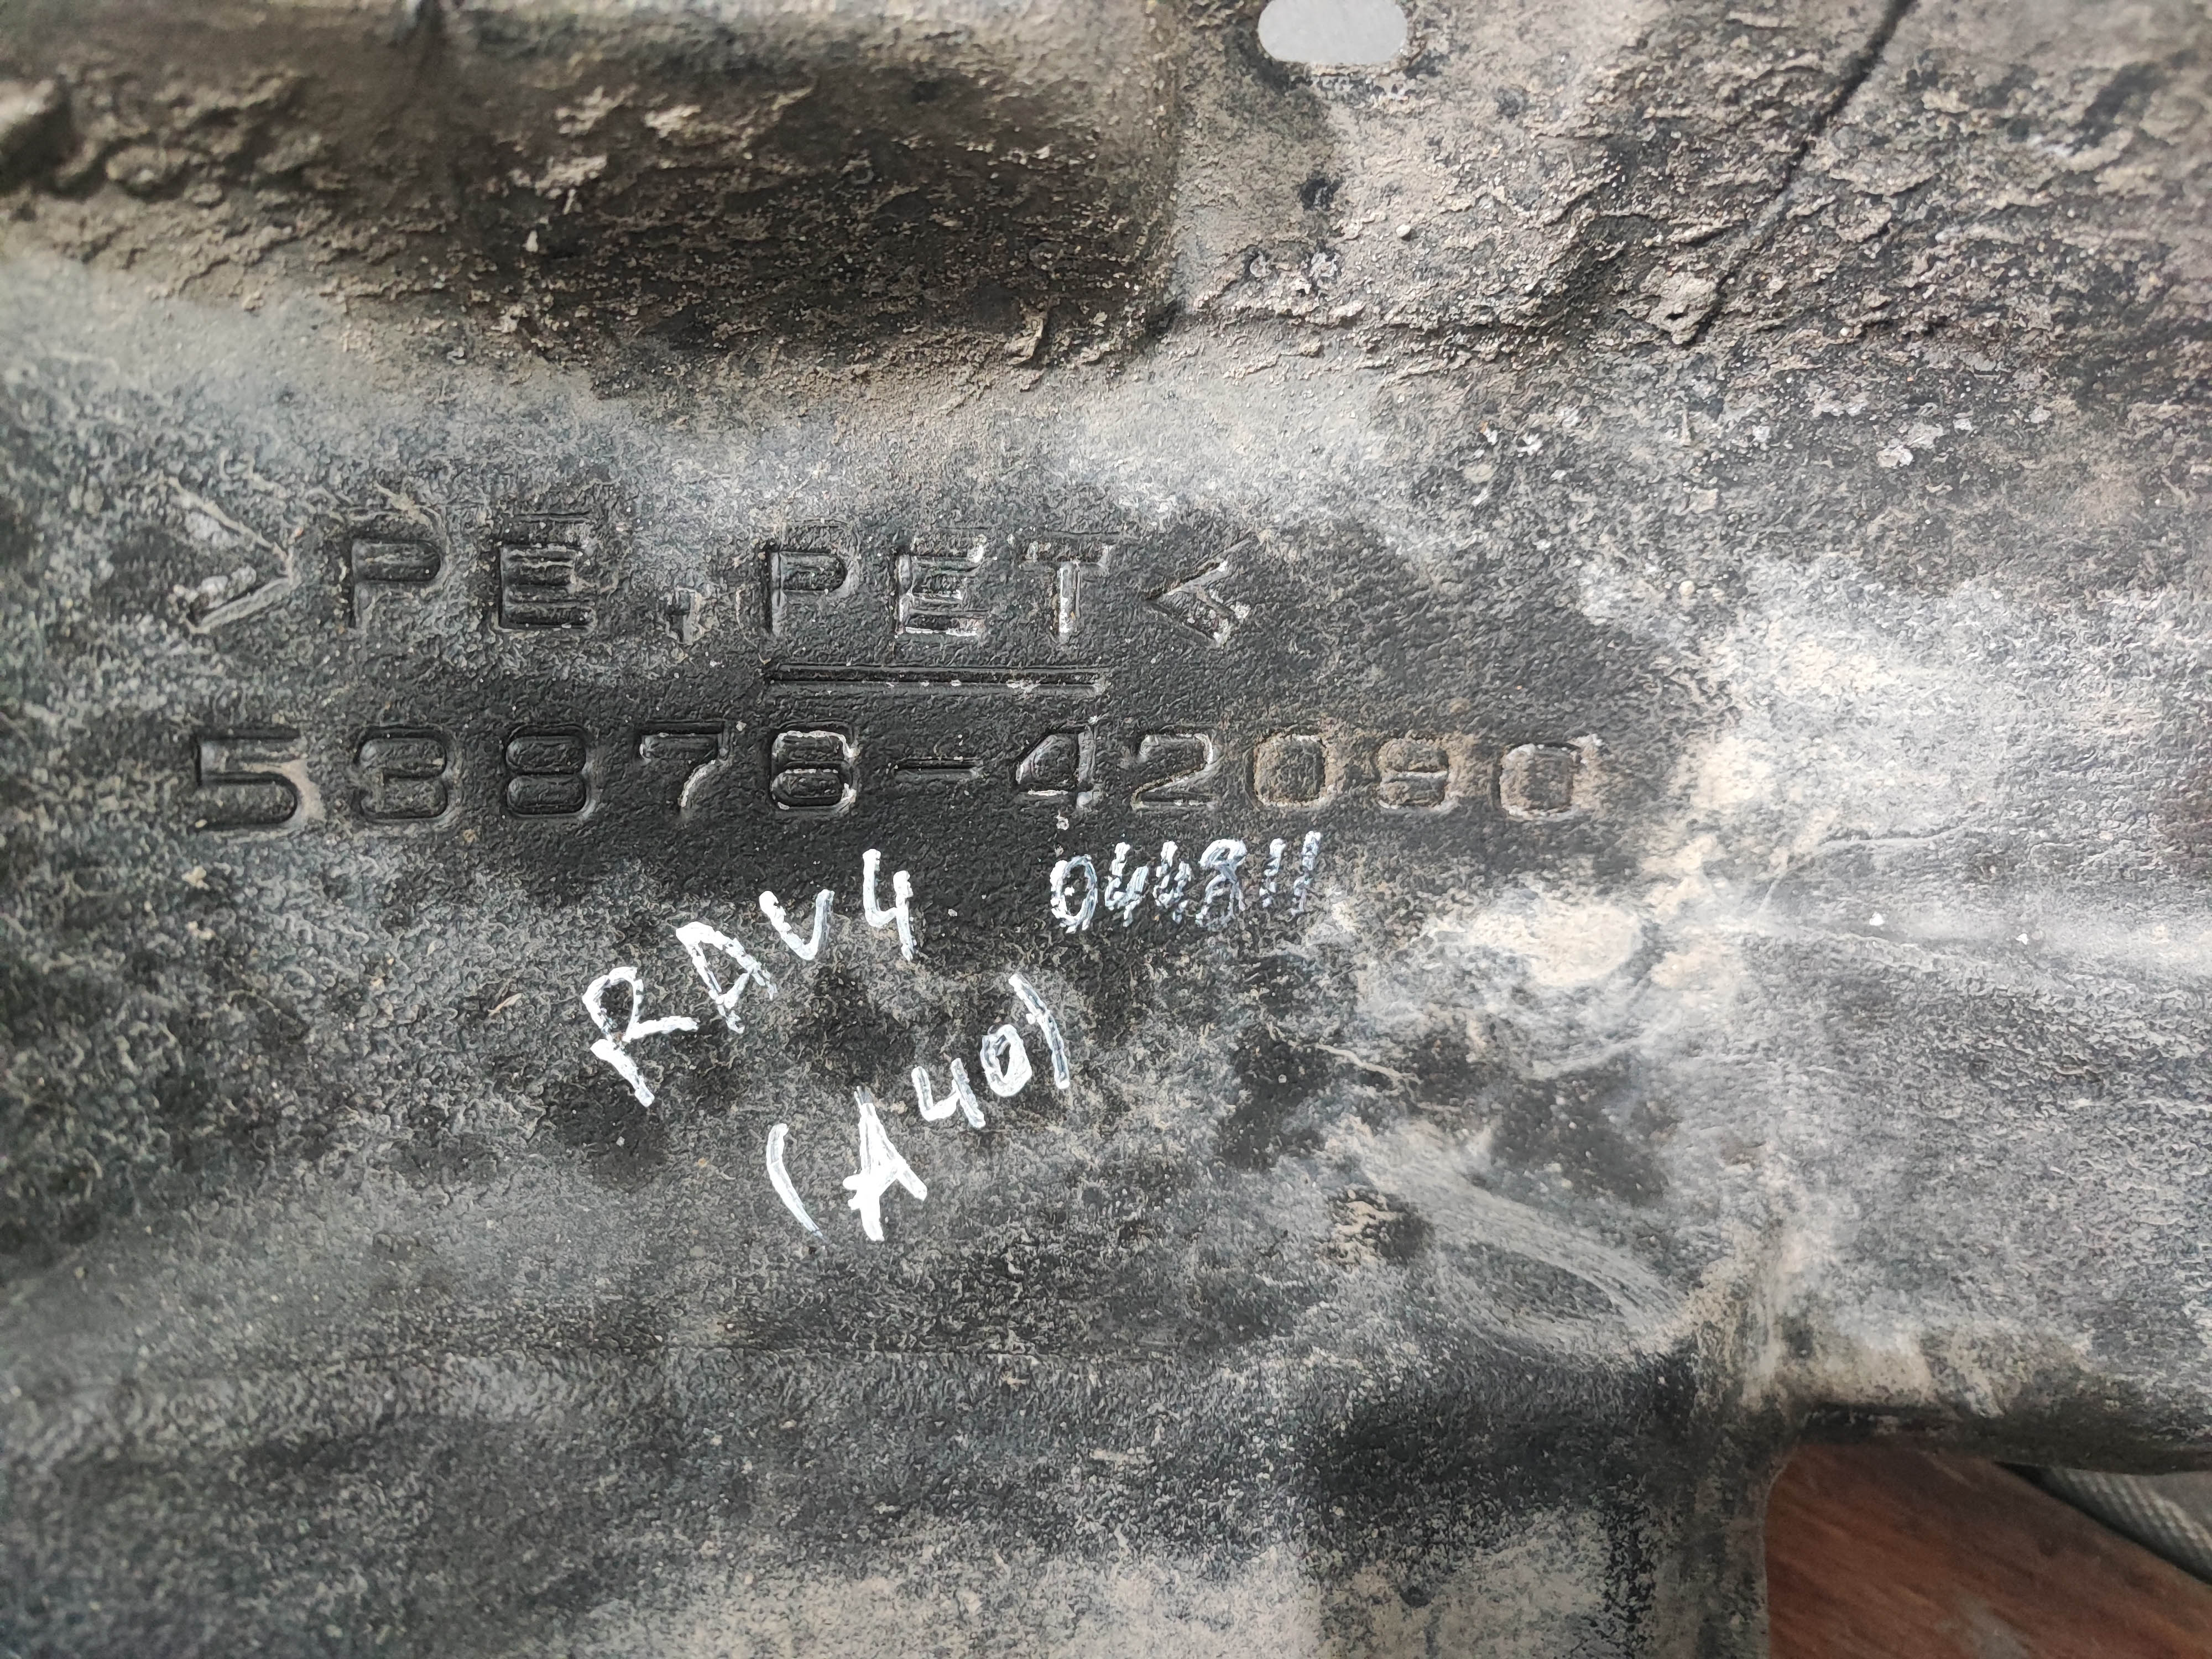 >PE,PET<
53876-42090
RAV4 044811
(A40)